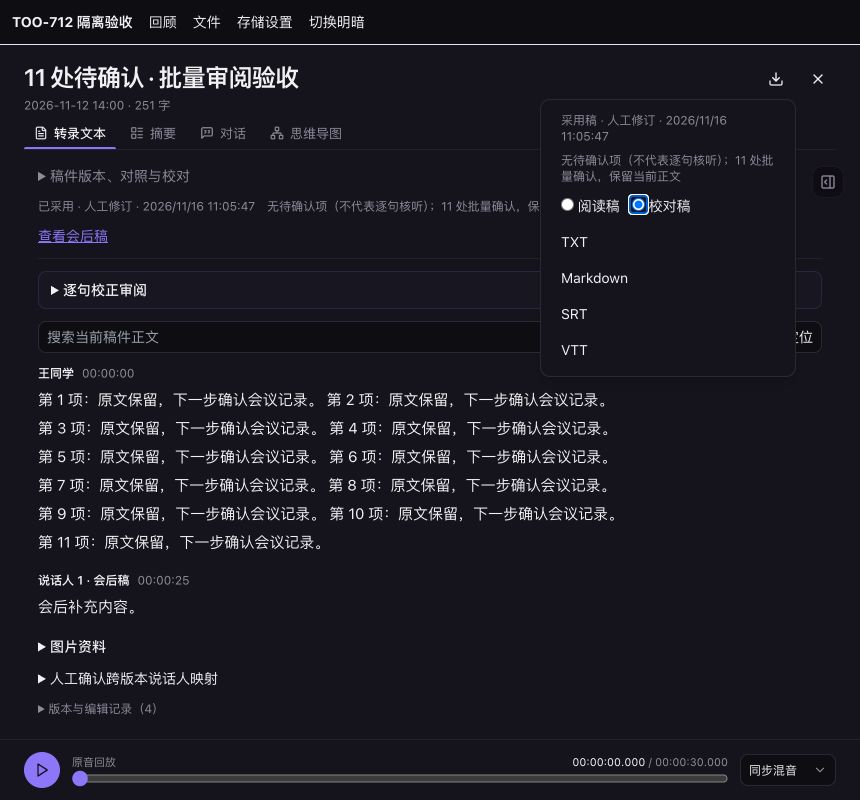 TOO-712 隔离验收 回顾 文件 存储设置 切换明暗
11 处待确认 · 批量审阅验收
2026-11-12 14:00 · 251 字
转录文本 摘要 对话 思维导图
采用稿 · 人工修订 · 2026/11/16
11:05:47
无待确认项（不代表逐句核听）；11 处批
量确认，保留当前正文
阅读稿 校对稿
TXT
Markdown
SRT
VTT
稿件版本、对照与校对
已采用 · 人工修订 · 2026/11/16 11:05:47 无待确认项（不代表逐句核听）；11 处批量确认，保
查看会后稿
逐句校正审阅
搜索当前稿件正文 位
王同学 00:00:00
第 1 项：原文保留，下一步确认会议记录。 第 2 项：原文保留，下一步确认会议记录。
第 3 项：原文保留，下一步确认会议记录。 第 4 项：原文保留，下一步确认会议记录。
第 5 项：原文保留，下一步确认会议记录。 第 6 项：原文保留，下一步确认会议记录。
第 7 项：原文保留，下一步确认会议记录。 第 8 项：原文保留，下一步确认会议记录。
第 9 项：原文保留，下一步确认会议记录。 第 10 项：原文保留，下一步确认会议记录。
第 11 项：原文保留，下一步确认会议记录。
说话人 1 · 会后稿 00:00:25
会后补充内容。
图片资料
人工确认跨版本说话人映射
版本与编辑记录（4）
原音回放 00:00:00.000 / 00:00:30.000
同步混音